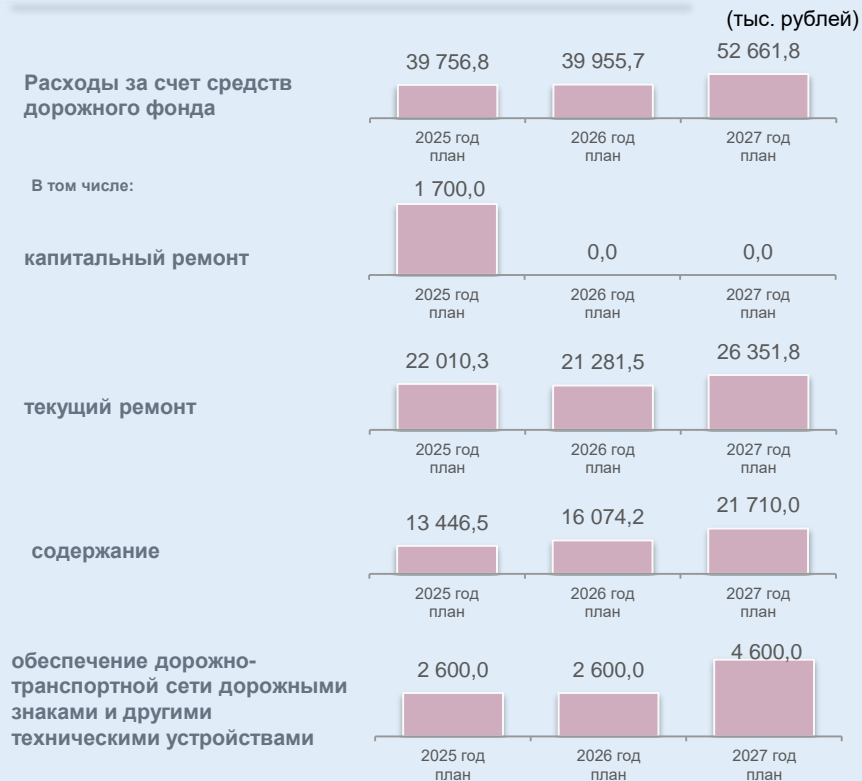 (тыс. рублей)
Расходы за счет средств
дорожного фонда
39 756,8
39 955,7
52 661,8
2025 год
план
2026 год
план
2027 год
план
В том числе:
капитальный ремонт
1 700,0
0,0
0,0
2025 год
план
2026 год
план
2027 год
план
текущий ремонт
22 010,3
21 281,5
26 351,8
2025 год
план
2026 год
план
2027 год
план
содержание
13 446,5
16 074,2
21 710,0
2025 год
план
2026 год
план
2027 год
план
обеспечение дорожно-
транспортной сети дорожными
знаками и другими
техническими устройствами
2 600,0
2 600,0
4 600,0
2025 год
план
2026 год
план
2027 год
план